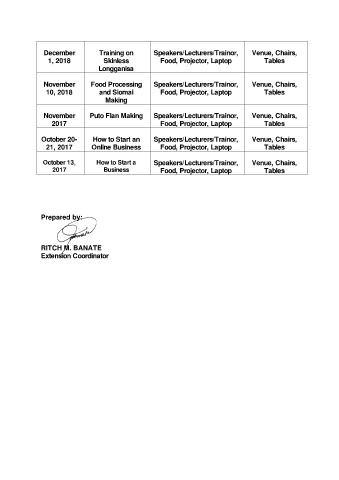 December 1, 2018 Training on Skinless Longganisa Speakers/Lecturers/Trainor, Food, Projector, Laptop Venue, Chairs, Tables
November 10, 2018 Food Processing and Siomai Making Speakers/Lecturers/Trainor, Food, Projector, Laptop Venue, Chairs, Tables
November 2017 Puto Flan Making Speakers/Lecturers/Trainor, Food, Projector, Laptop Venue, Chairs, Tables
October 20-21, 2017 How to Start an Online Business Speakers/Lecturers/Trainor, Food, Projector, Laptop Venue, Chairs, Tables
October 13, 2017 How to Start a Business Speakers/Lecturers/Trainor, Food, Projector, Laptop Venue, Chairs, Tables
Prepared by:
RITCH M. BANATE
Extension Coordinator